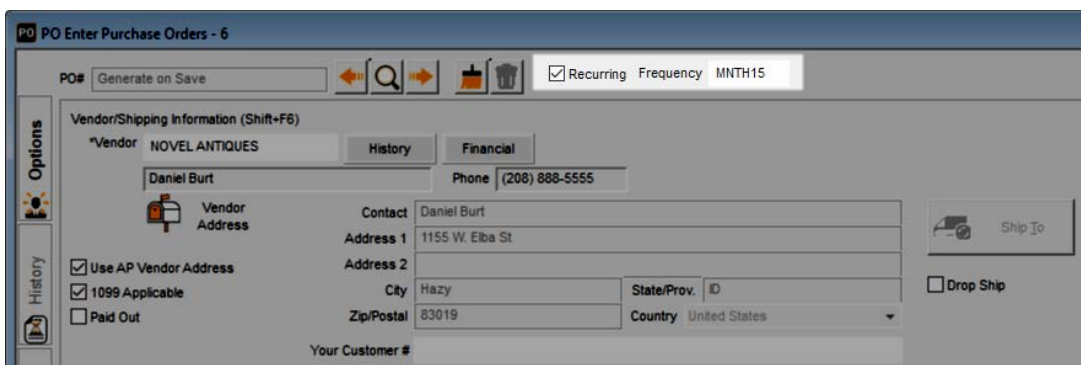 PO PO Enter Purchase Orders - 6
PO# Generate on Save Recurring Frequency MNTH15
Options
History
Vendor/Shipping Information (Shift+F6)
*Vendor NOVEL ANTIQUES History Financial
Daniel Burt Phone (208) 888-5555
Vendor Address
Contact Daniel Burt
Ship To
Address 1 1155 W. Elba St
Use AP Vendor Address Address 2
1099 Applicable City Hazy State/Prov. ID Drop Ship
Paid Out Zip/Postal 83019 Country United States
Your Customer #